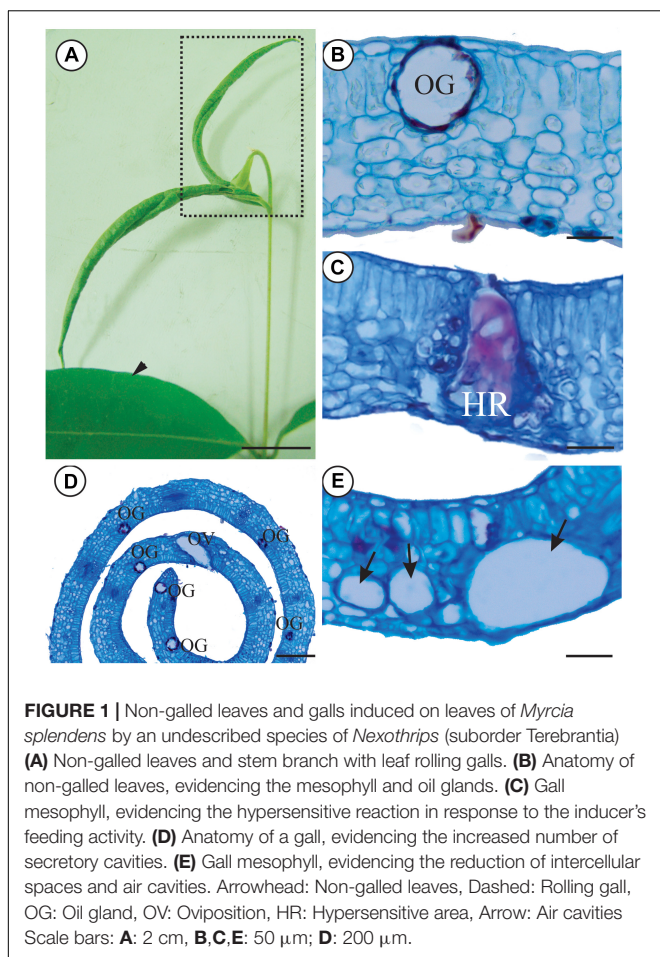 A
B
OG
C
HR
D
E
OG
OV
OG
OG
OG
OG
OG
FIGURE 1 | Non-galled leaves and galls induced on leaves of Myrcia
splendens by an undescribed species of Nexothrips (suborder Terebrantia)
(A) Non-galled leaves and stem branch with leaf rolling galls. (B) Anatomy of
non-galled leaves, evidencing the mesophyll and oil glands. (C) Gall
mesophyll, evidencing the hypersensitive reaction in response to the inducer's
feeding activity. (D) Anatomy of a gall, evidencing the increased number of
secretory cavities. (E) Gall mesophyll, evidencing the reduction of intercellular
spaces and air cavities. Arrowhead: Non-galled leaves, Dashed: Rolling gall,
OG: Oil gland, OV: Oviposition, HR: Hypersensitive area, Arrow: Air cavities
Scale bars: A: 2 cm, B,C,E: 50 μm; D: 200 μm.